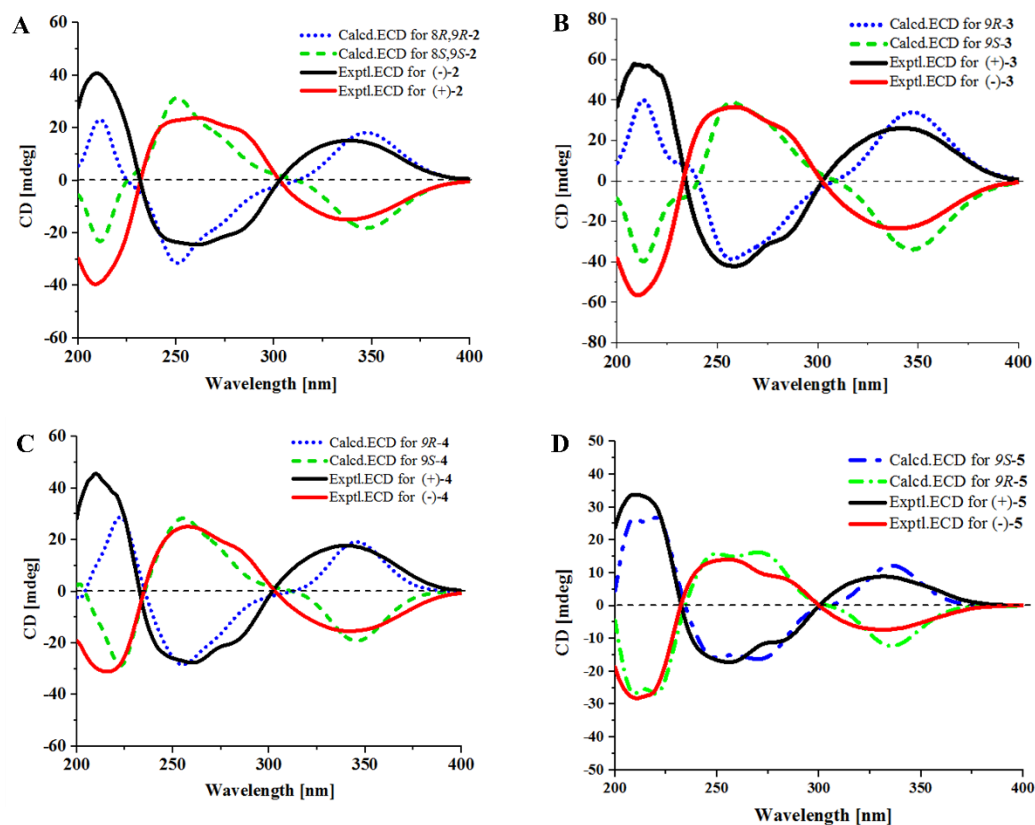 A
60
40
20
0
-20
-40
-60
CD [mdeg]
Calcd.ECD for 8R,9R-2
Calcd.ECD for 8S,9S-2
Exptl.ECD for (-)-2
Exptl.ECD for (+)-2
200 250 300 350 400
Wavelength [nm]
B
80
60
40
20
0
-20
-40
-60
-80
CD [mdeg]
Calcd.ECD for 9R-3
Calcd.ECD for 9S-3
Exptl.ECD for (+)-3
Exptl.ECD for (-)-3
200 250 300 350 400
Wavelength [nm]
C
60
40
20
0
-20
-40
-60
CD [mdeg]
Calcd.ECD for 9R-4
Calcd.ECD for 9S-4
Exptl.ECD for (+)-4
Exptl.ECD for (-)-4
200 250 300 350 400
Wavelength [nm]
D
50
40
30
20
10
0
-10
-20
-30
-40
-50
CD [mdeg]
Calcd.ECD for 9S-5
Calcd.ECD for 9R-5
Exptl.ECD for (+)-5
Exptl.ECD for (-)-5
200 250 300 350 400
Wavelength [nm]